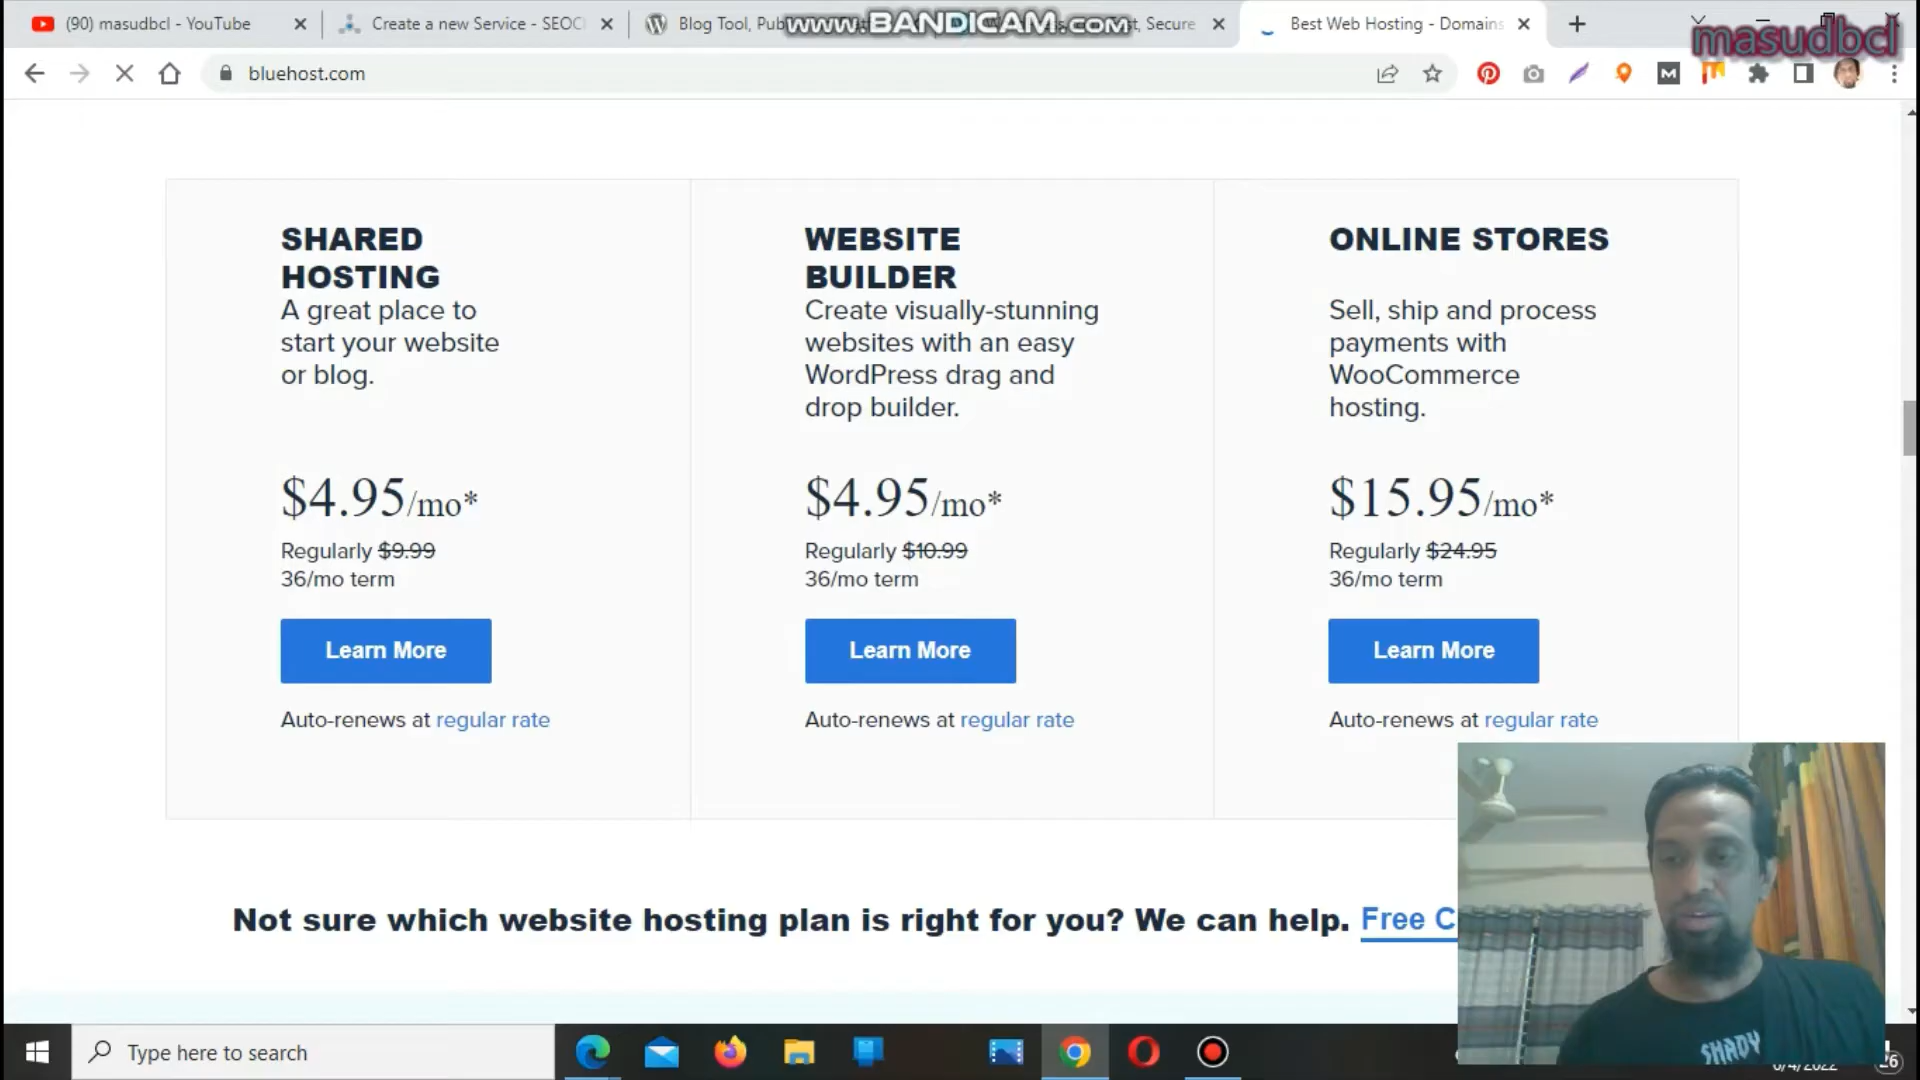 (90) masudbcl - YouTube
Create a new Service - SEOCl
Blog Tool, Pub
www.BANDICAM.com
st, Secure
Best Web Hosting - Domains
masudbcl
bluehost.com
SHARED
HOSTING
A great place to
start your website
or blog.
$4.95/mo*
Regularly $9.99
36/mo term
Learn More
Auto-renews at regular rate
WEBSITE
BUILDER
Create visually-stunning
websites with an easy
WordPress drag and
drop builder.
$4.95/mo*
Regularly $10.99
36/mo term
Learn More
Auto-renews at regular rate
ONLINE STORES
Sell, ship and process
payments with
WooCommerce
hosting.
$15.95/mo*
Regularly $24.95
36/mo term
Learn More
Auto-renews at regular rate
Not sure which website hosting plan is right for you? We can help. Free C
SHADY
Type here to search
6/4/2022
26